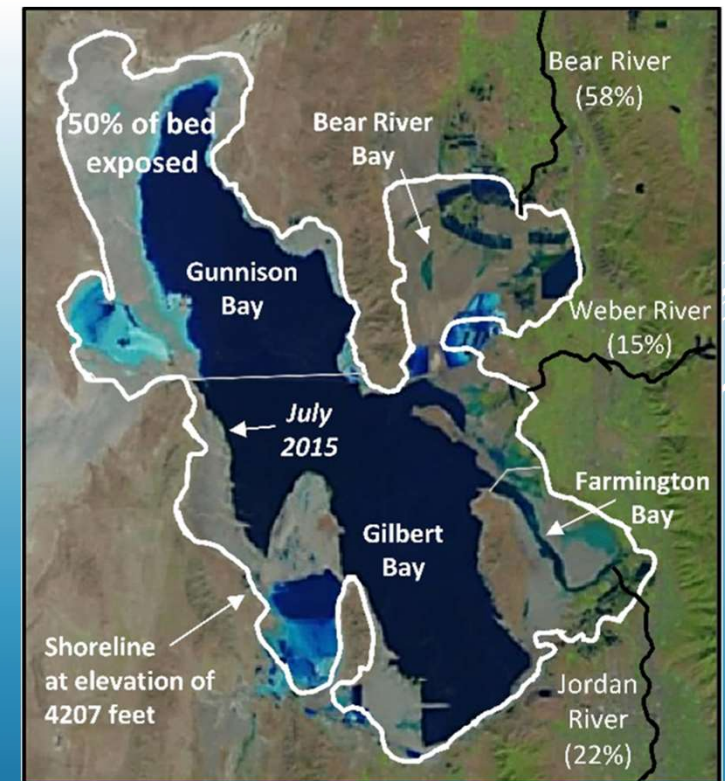 Bear River
(58%)
50% of bed
exposed
Bear River
Bay
Gunnison
Bay
Weber River
(15%)
July
2015
Farmington
Bay
Gilbert
Bay
Shoreline
at elevation of
4207 feet
Jordan
River
(22%)